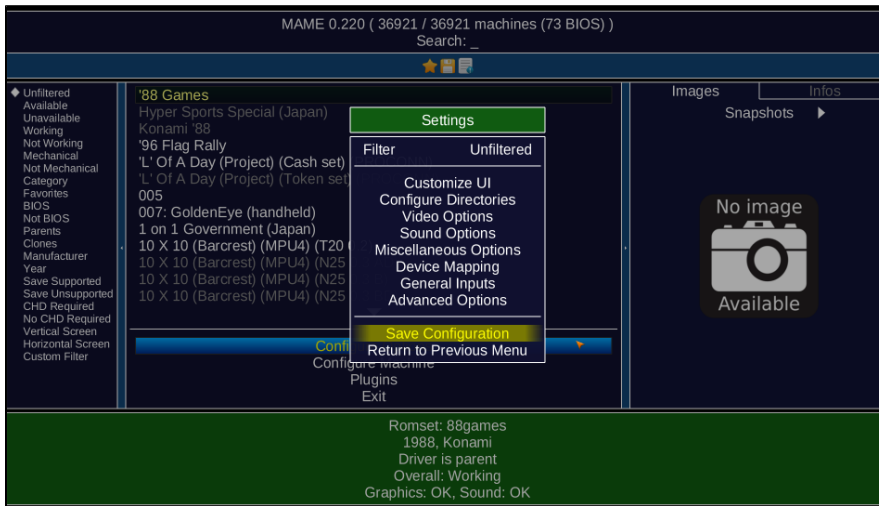 MAME 0.220 ( 36921 / 36921 machines (73 BIOS) )
Search: _
Unfiltered
Available
Unavailable
Working
Not Working
Mechanical
Not Mechanical
Category
Favorites
BIOS
Not BIOS
Parents
Clones
Manufacturer
Year
Save Supported
Save Unsupported
CHD Required
No CHD Required
Vertical Screen
Horizontal Screen
Custom Filter
'88 Games
Hyper Sports Special (Japan)
Konami '88
'96 Flag Rally
'L' Of A Day (Project) (Cash set)
'L' Of A Day (Project) (Token set)
005
007: GoldenEye (handheld)
1 on 1 Government (Japan)
10 X 10 (Barcrest) (MPU4) (T20
10 X 10 (Barcrest) (MPU4) (N25
10 X 10 (Barcrest) (MPU4) (N25
10 X 10 (Barcrest) (MPU4) (N25
Configure Machine
Plugins
Exit
Settings
Filter Unfiltered
Customize UI
Configure Directories
Video Options
Sound Options
Miscellaneous Options
Device Mapping
General Inputs
Advanced Options
Save Configuration
Return to Previous Menu
Images Infos
Snapshots
No image
Available
Romset: 88games
1988, Konami
Driver is parent
Overall: Working
Graphics: OK, Sound: OK